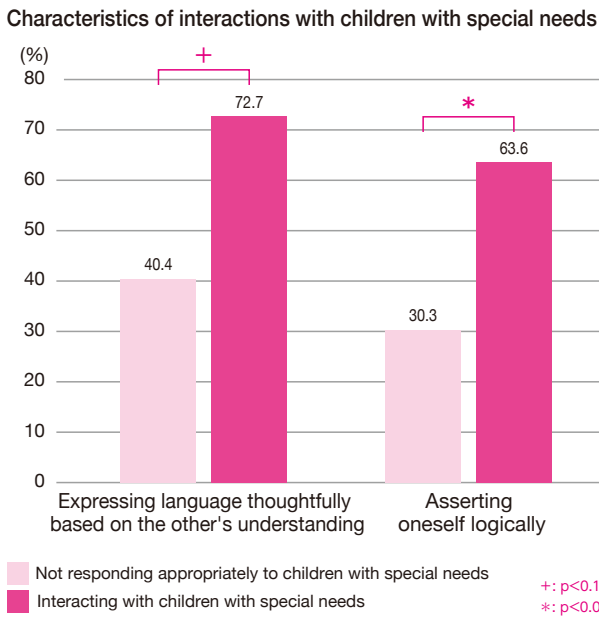 Characteristics of interactions with children with special needs
(%)
80
70
60
50
40
30
20
10
0
+
72.7
40.4
*
63.6
30.3
Expressing language thoughtfully
based on the other's understanding
Asserting
oneself logically
Not responding appropriately to children with special needs
Interacting with children with special needs
+: p<0.1
*: p<0.0